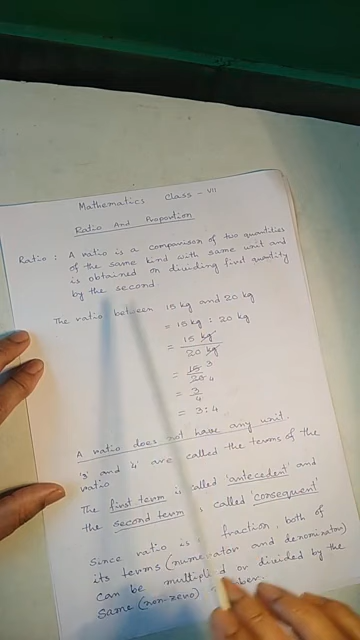 Mathematics Class - VII
Ratio And Proportion
Ratio : A ratio is a comparison of two quantities
of the same kind with same unit and
is obtained on dividing first quantity
by the second
The ratio between 15 kg and 20 kg
= 15 kg : 20 kg
= 15 kg / 20 kg
= 15 3 / 20 4
= 3 / 4
= 3 : 4
A ratio does not have any unit.
'3' and '4' are called the terms of the
ratio
The first term is called 'antecedent' and
the second term called 'consequent'
Since ratio is fraction, both of
its terms (numerator and denominator)
can be multiplied or divided by the
same (non-zero) number.